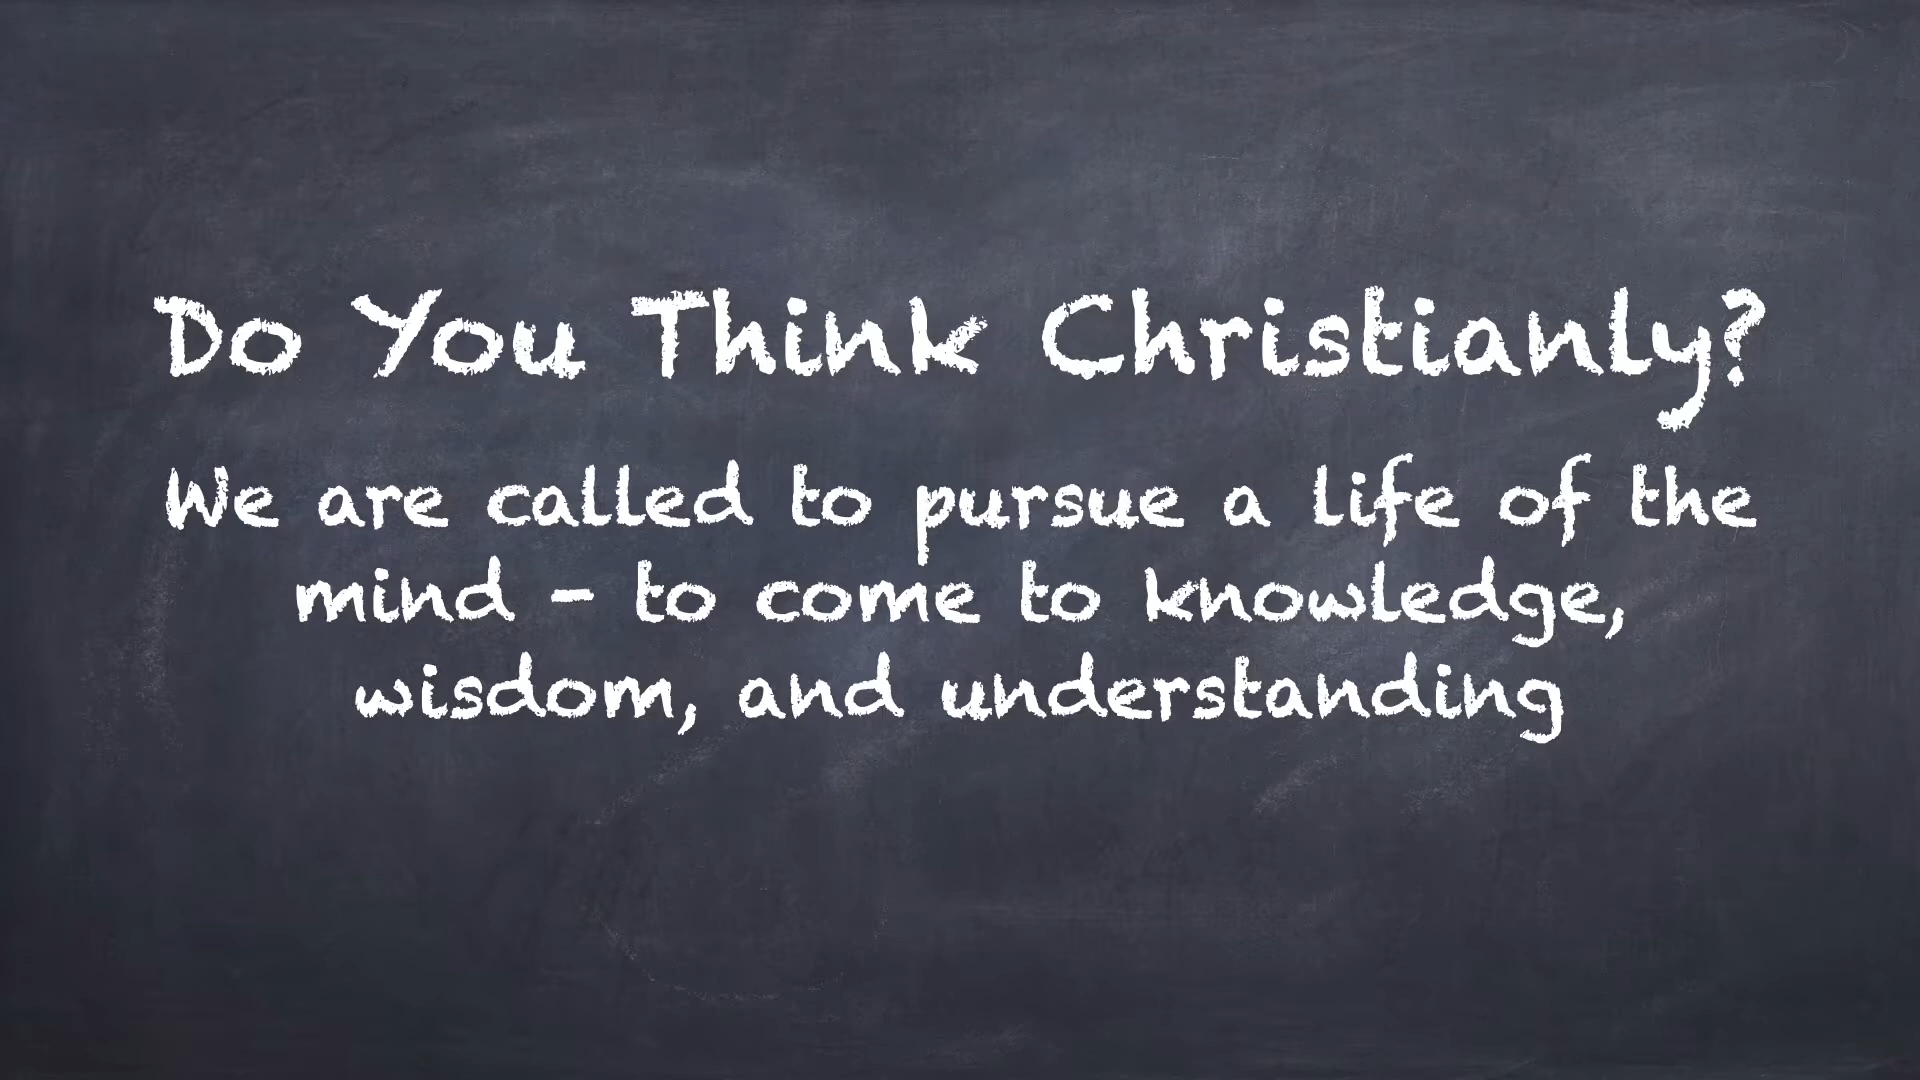 Do You Think Christianly?
We are called to pursue a life of the
mind - to come to knowledge,
wisdom, and understanding